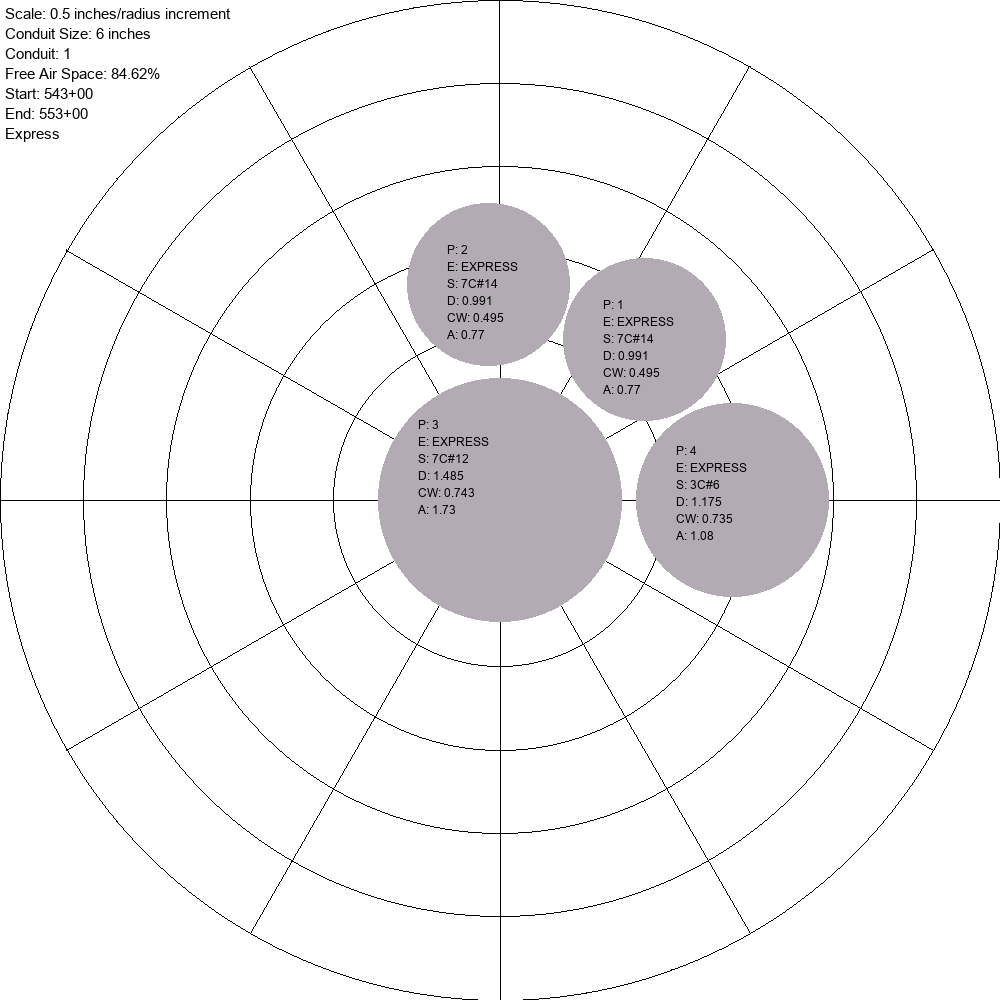 Scale: 0.5 inches/radius increment
Conduit Size: 6 inches
Conduit: 1
Free Air Space: 84.62%
Start: 543+00
End: 553+00
Express
P: 2
E: EXPRESS
S: 7C#14
D: 0.991
CW: 0.495
A: 0.77
P: 1
E: EXPRESS
S: 7C#14
D: 0.991
CW: 0.495
A: 0.77
P: 3
E: EXPRESS
S: 7C#12
D: 1.485
CW: 0.743
A: 1.73
P: 4
E: EXPRESS
S: 3C#6
D: 1.175
CW: 0.735
A: 1.08